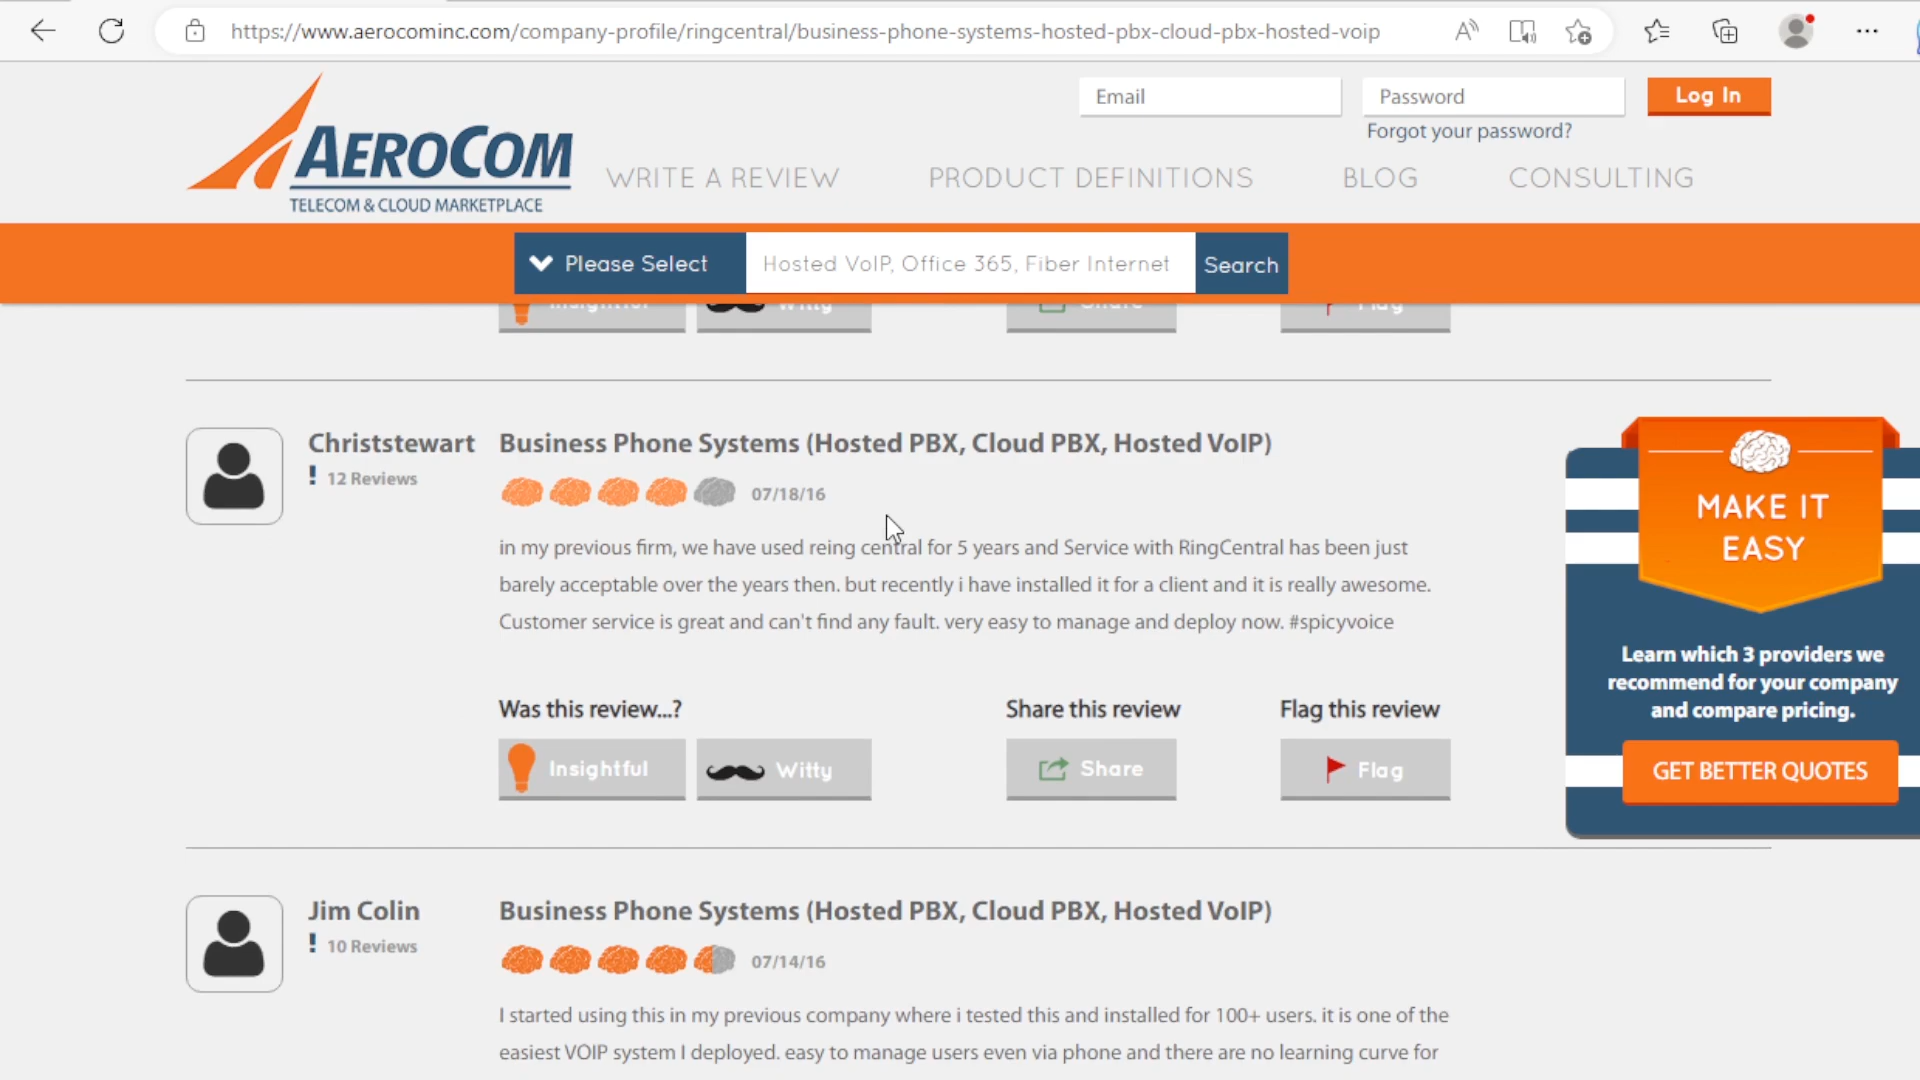 https://www.aerocominc.com/company-profile/ringcentral/business-phone-systems-hosted-pbx-cloud-pbx-hosted-voip
Email
Password
Log In
Forgot your password?
AEROCOM
TELECOM & CLOUD MARKETPLACE
WRITE A REVIEW
PRODUCT DEFINITIONS
BLOG
CONSULTING
Please Select
Hosted VoIP, Office 365, Fiber Internet
Search
Insightful
Witty
Share
Flag
Christstewart
12 Reviews
Business Phone Systems (Hosted PBX, Cloud PBX, Hosted VoIP)
07/18/16
in my previous firm, we have used reing central for 5 years and Service with RingCentral has been just
barely acceptable over the years then. but recently i have installed it for a client and it is really awesome.
Customer service is great and can't find any fault. very easy to manage and deploy now. #spicyvoice
Was this review...?
Share this review
Flag this review
Insightful
Witty
Share
Flag
MAKE IT
EASY
Learn which 3 providers we
recommend for your company
and compare pricing.
GET BETTER QUOTES
Jim Colin
10 Reviews
Business Phone Systems (Hosted PBX, Cloud PBX, Hosted VoIP)
07/14/16
I started using this in my previous company where i tested this and installed for 100+ users. it is one of the
easiest VOIP system I deployed. easy to manage users even via phone and there are no learning curve for